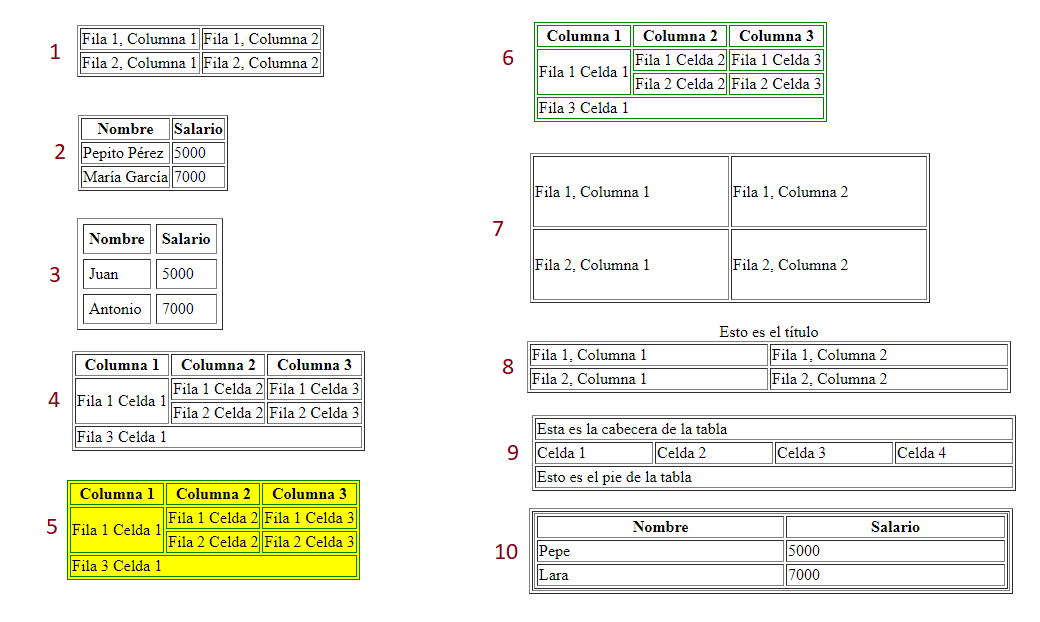 1
Fila 1, Columna 1 Fila 1, Columna 2
Fila 2, Columna 1 Fila 2, Columna 2
2
Nombre Salario
Pepito Pérez 5000
María García 7000
3
Nombre Salario
Juan 5000
Antonio 7000
4
Columna 1 Columna 2 Columna 3
Fila 1 Celda 1 Fila 1 Celda 2 Fila 1 Celda 3
Fila 2 Celda 2 Fila 2 Celda 3
Fila 3 Celda 1
5
Columna 1 Columna 2 Columna 3
Fila 1 Celda 1 Fila 1 Celda 2 Fila 1 Celda 3
Fila 2 Celda 2 Fila 2 Celda 3
Fila 3 Celda 1
6
Columna 1 Columna 2 Columna 3
Fila 1 Celda 1 Fila 1 Celda 2 Fila 1 Celda 3
Fila 2 Celda 2 Fila 2 Celda 3
Fila 3 Celda 1
7
Fila 1, Columna 1 Fila 1, Columna 2
Fila 2, Columna 1 Fila 2, Columna 2
8
Esto es el título
Fila 1, Columna 1 Fila 1, Columna 2
Fila 2, Columna 1 Fila 2, Columna 2
9
Esta es la cabecera de la tabla
Celda 1 Celda 2 Celda 3 Celda 4
Esto es el pie de la tabla
10
Nombre Salario
Pepe 5000
Lara 7000